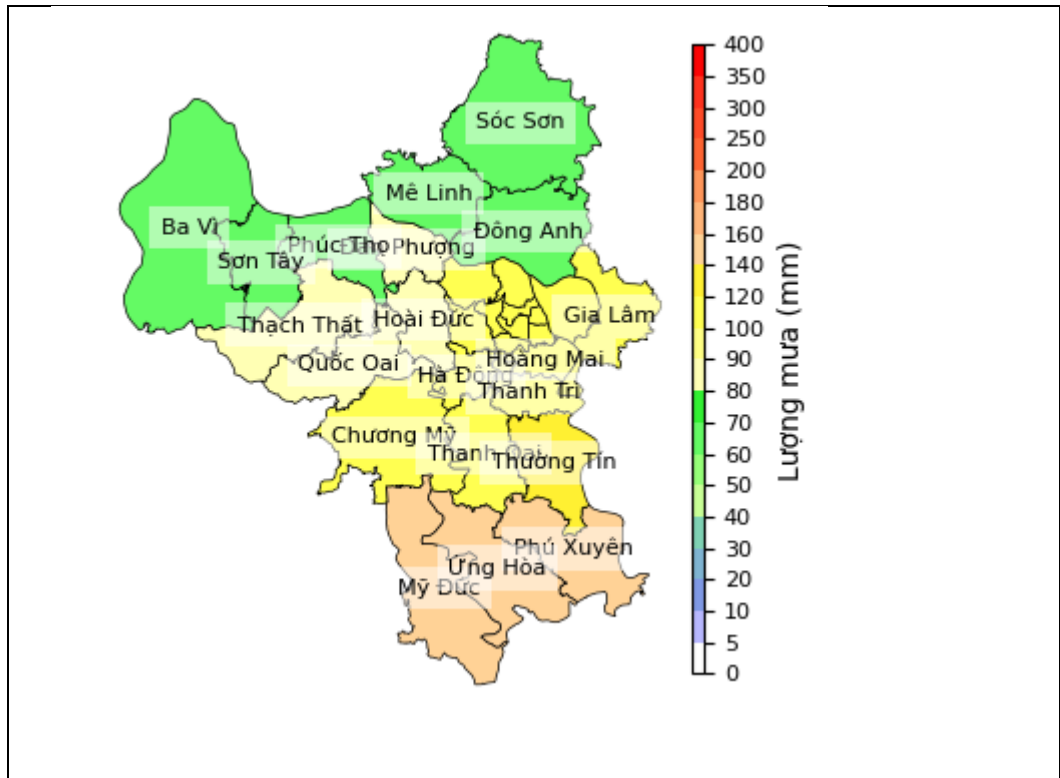 Sóc Sơn
Mê Linh
Ba Vì
Đông Anh
Phúc Thọ
Phượng
Sơn Tây
Gia Lâm
Thạch Thất
Hoài Đức
Quốc Oai
Hoàng Mai
Hà Đông
Thanh Trì
Chương Mỹ
Thanh Oai
Thường Tín
Phú Xuyên
Ứng Hòa
Mỹ Đức
400
350
300
250
200
180
160
140
120
100
90
80
70
60
50
40
30
20
10
5
0
Lượng mưa (mm)